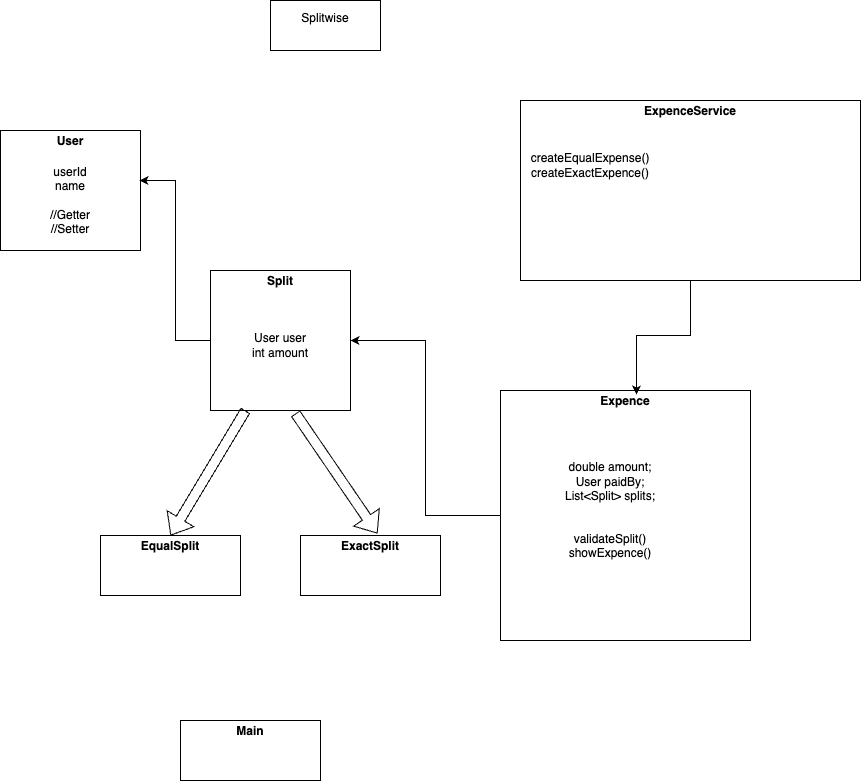 Splitwise
ExpenceService
createEqualExpense()
createExactExpence()
User
userId
name
//Getter
//Setter
Split
User user
int amount
Expence
double amount;
User paidBy;
List<Split> splits;
validateSplit()
showExpence()
EqualSplit
ExactSplit
Main